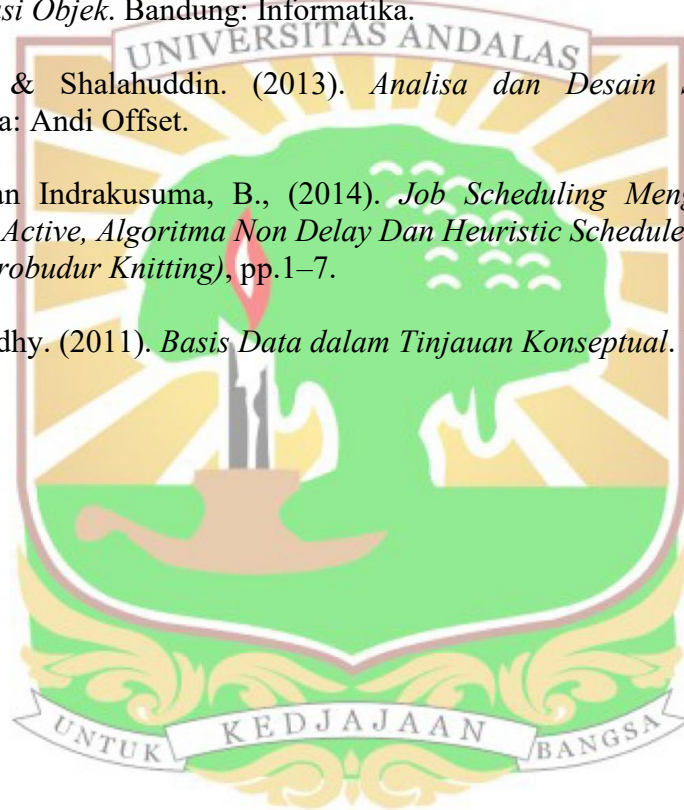 asi Objek. Bandung: Informatika.
UNIVERSITAS ANDALAS
& Shalahuddin. (2013). Analisa dan Desain
a: Andi Offset.
an Indrakusuma, B., (2014). Job Scheduling Meng
Active, Algoritma Non Delay Dan Heuristic Schedule
robudur Knitting), pp.1–7.
dhy. (2011). Basis Data dalam Tinjauan Konseptual.
UNTUK KEDJAJAAN BANGSA